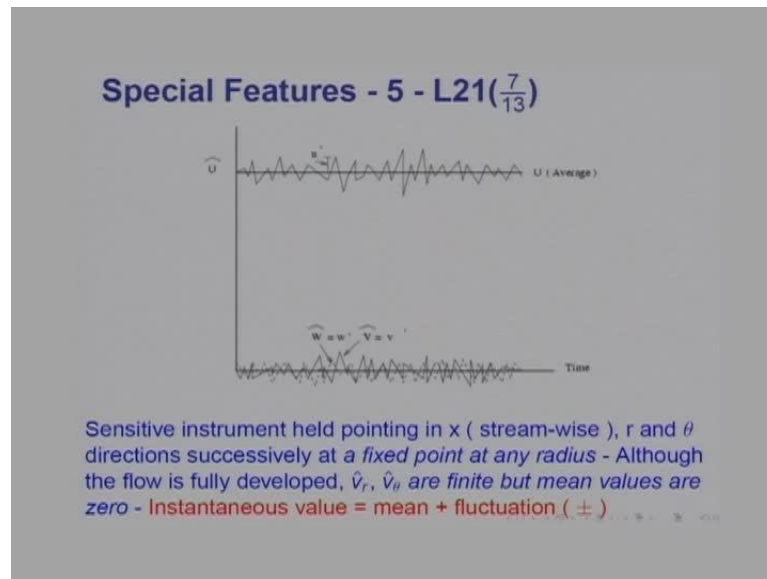 Special Features - 5 - L21(7/13)
u'
Û
U ( Average )
Ŵ = w' V̂ = v'
Time
Sensitive instrument held pointing in x ( stream-wise ), r and θ
directions successively at a fixed point at any radius - Although
the flow is fully developed, v̂r, v̂θ are finite but mean values are
zero - Instantaneous value = mean + fluctuation ( ± )